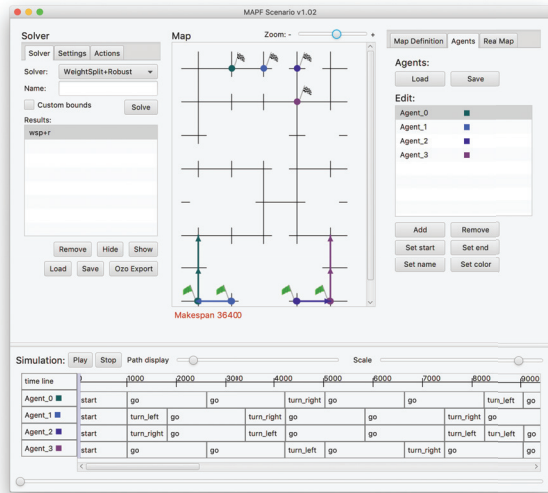 MAPF Scenario v1.02
Solver
Solver Settings Actions
Solver: WeightSplit+Robust
Name:
Custom bounds Solve
Results:
wsp+r
Remove Hide Show
Load Save Ozo Export
Map Zoom: - +
Makespan 36400
Map Definition Agents Rea Map
Agents:
Load Save
Edit:
Agent_0
Agent_1
Agent_2
Agent_3
Add Remove
Set start Set end
Set name Set color
Simulation: Play Stop Path display Scale
time line 1000 2000 3000 4000 5000 6000 7000 8000 9000
Agent_0 start go go turn_right go go turn_left go
Agent_1 start turn_left go turn_right go go turn_left go
Agent_2 start turn_right go turn_left go go turn_left turn_left go
Agent_3 start go go turn_left go turn_right go go